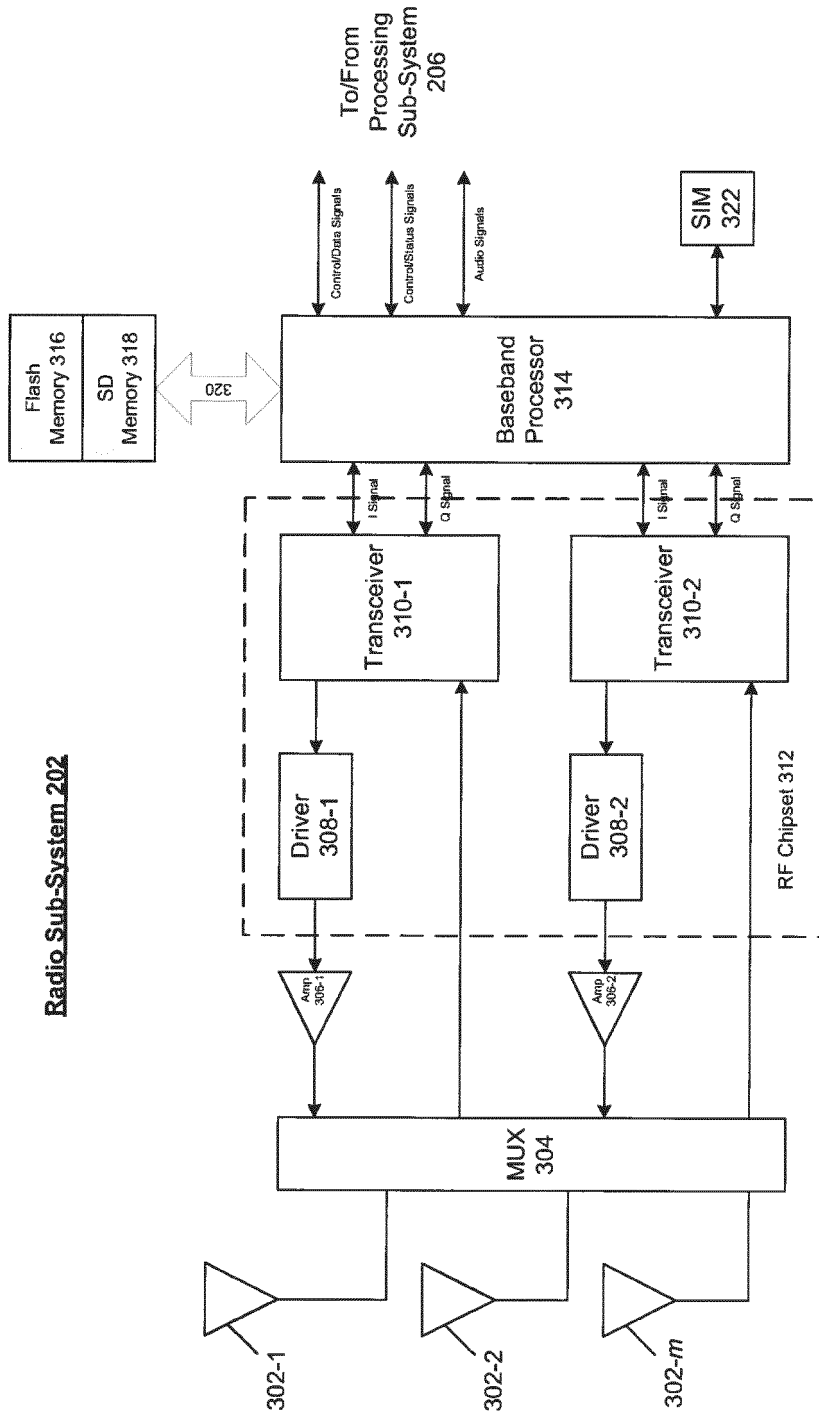 Radio Sub-System 202
302-1
302-2
302-m
MUX
304
Amp
306-1
Amp
306-2
Driver
308-1
Driver
308-2
RF Chipset 312
Transceiver
310-1
Transceiver
310-2
I Signal
Q Signal
I Signal
Q Signal
Baseband
Processor
314
Flash
Memory 316
SD
Memory 318
320
Control/Data Signals
Control/Status Signals
Audio Signals
To/From
Processing
Sub-System
206
SIM
322